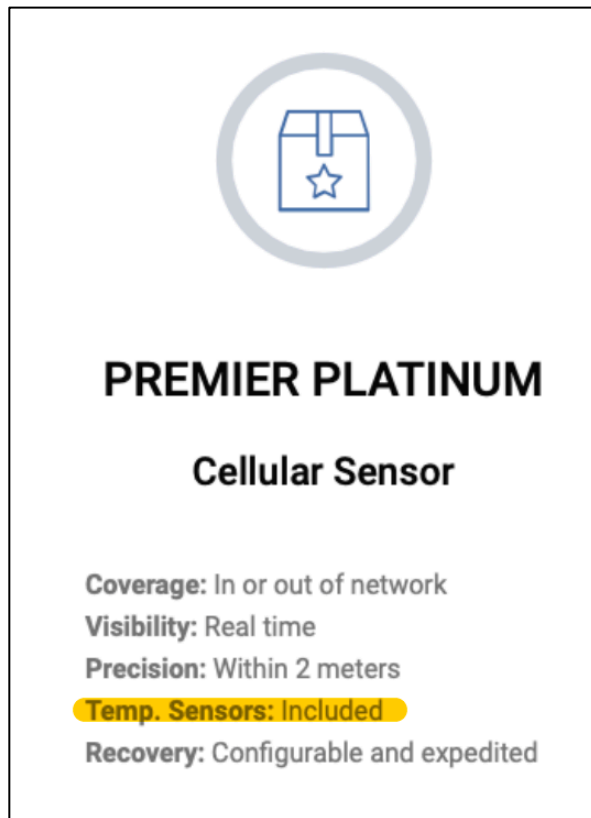 PREMIER PLATINUM
Cellular Sensor
Coverage: In or out of network
Visibility: Real time
Precision: Within 2 meters
Temp. Sensors: Included
Recovery: Configurable and expedited